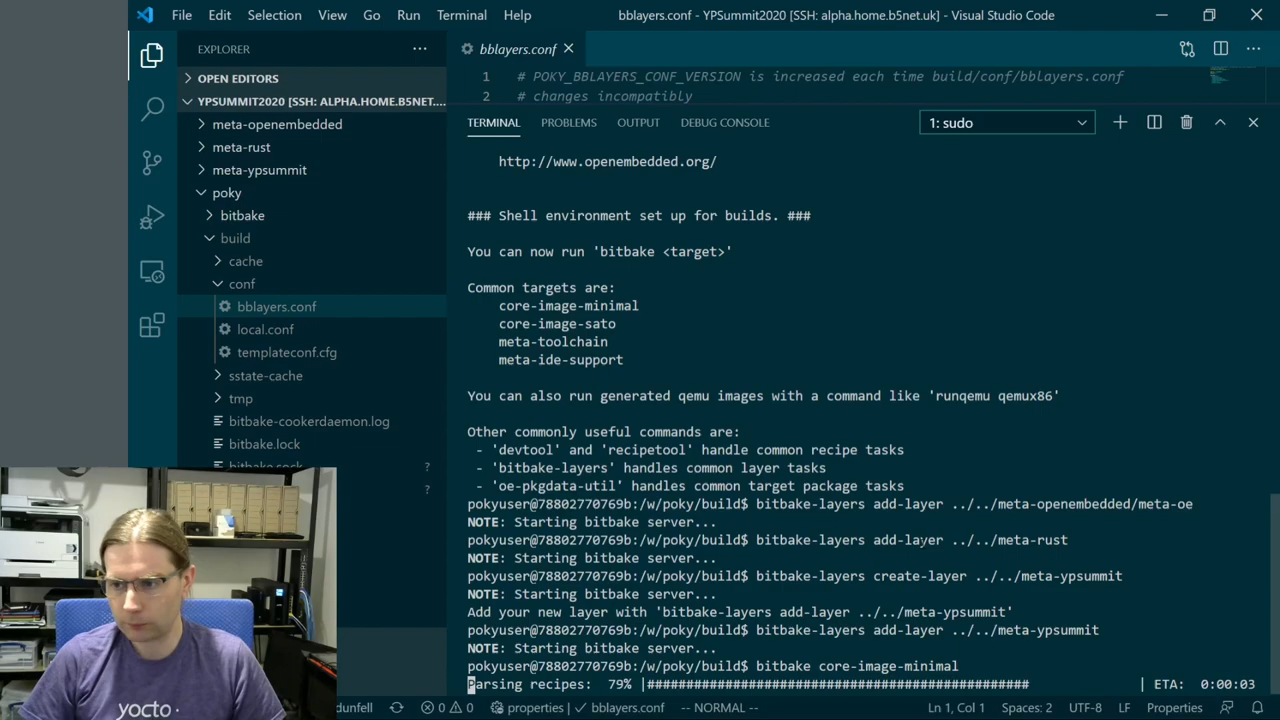 File Edit Selection View Go Run Terminal Help bblayers.conf - YPSummit2020 [SSH: alpha.home.b5net.uk] - Visual Studio Code
EXPLORER
OPEN EDITORS
YPSUMMIT2020 [SSH: ALPHA.HOME.B5NET....
meta-openembedded
meta-rust
meta-ypsummit
poky
bitbake
build
cache
conf
bblayers.conf
local.conf
templateconf.cfg
sstate-cache
tmp
bitbake-cookerdaemon.log
bitbake.lock
bitbake.sock
?
?
bblayers.conf
1 # POKY_BBLAYERS_CONF_VERSION is increased each time build/conf/bblayers.conf
2 # changes incompatibly
TERMINAL PROBLEMS OUTPUT DEBUG CONSOLE 1: sudo
http://www.openembedded.org/
### Shell environment set up for builds. ###
You can now run 'bitbake <target>'
Common targets are:
core-image-minimal
core-image-sato
meta-toolchain
meta-ide-support
You can also run generated qemu images with a command like 'runqemu qemux86'
Other commonly useful commands are:
- 'devtool' and 'recipetool' handle common recipe tasks
- 'bitbake-layers' handles common layer tasks
- 'oe-pkgdata-util' handles common target package tasks
pokyuser@78802770769b:/w/poky/build$ bitbake-layers add-layer ../../meta-openembedded/meta-oe
NOTE: Starting bitbake server...
pokyuser@78802770769b:/w/poky/build$ bitbake-layers add-layer ../../meta-rust
NOTE: Starting bitbake server...
pokyuser@78802770769b:/w/poky/build$ bitbake-layers create-layer ../../meta-ypsummit
NOTE: Starting bitbake server...
Add your new layer with 'bitbake-layers add-layer ../../meta-ypsummit'
pokyuser@78802770769b:/w/poky/build$ bitbake-layers add-layer ../../meta-ypsummit
NOTE: Starting bitbake server...
pokyuser@78802770769b:/w/poky/build$ bitbake core-image-minimal
Parsing recipes: 79% |################################################# | ETA: 0:00:03
dunfell 0 0 properties | ✓ bblayers.conf -- NORMAL -- Ln 1, Col 1 Spaces: 2 UTF-8 LF Properties
yocto